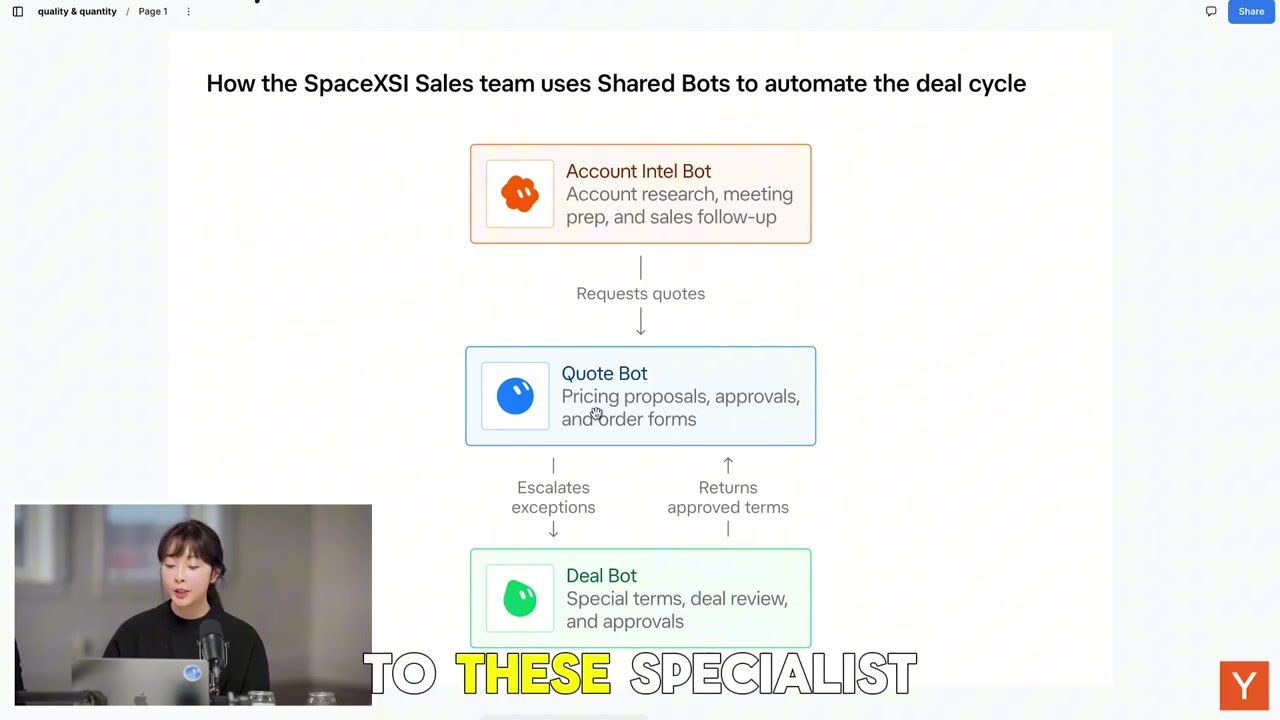 quality & quantity / Page 1
Share
How the SpaceXSI Sales team uses Shared Bots to automate the deal cycle
Account Intel Bot
Account research, meeting
prep, and sales follow-up
Requests quotes
Quote Bot
Pricing proposals, approvals,
and order forms
Escalates
exceptions
Returns
approved terms
Deal Bot
Special terms, deal review,
and approvals
TO THESE SPECIALIST
Y